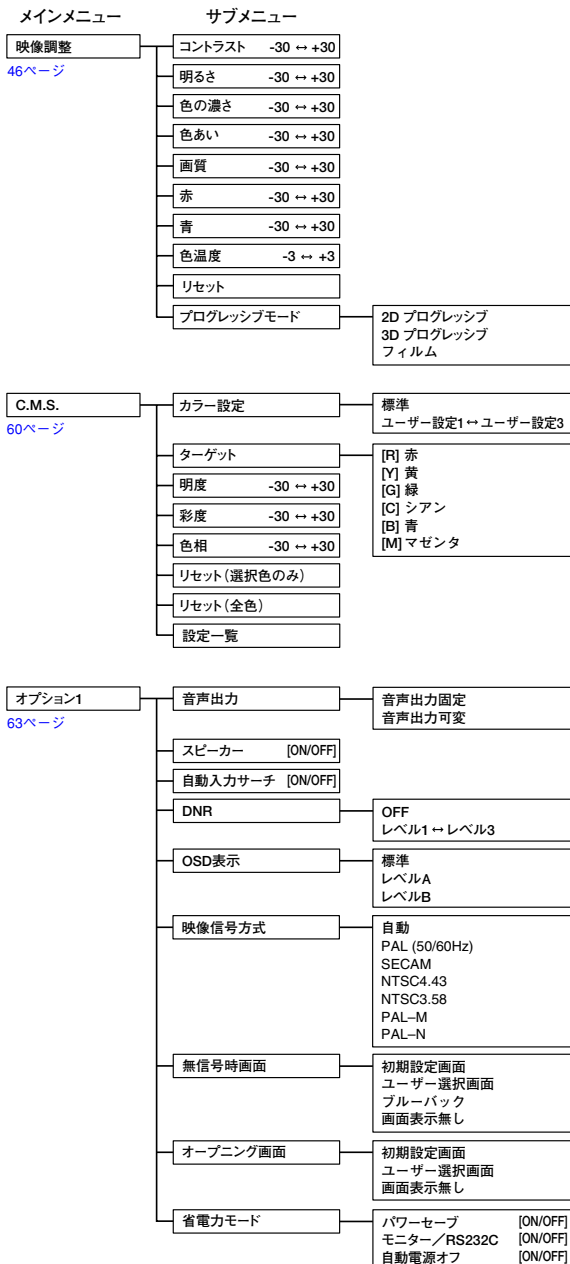 メインメニュー サブメニュー
映像調整
46ページ
コントラスト -30 ↔ +30
明るさ -30 ↔ +30
色の濃さ -30 ↔ +30
色あい -30 ↔ +30
画質 -30 ↔ +30
赤 -30 ↔ +30
青 -30 ↔ +30
色温度 -3 ↔ +3
リセット
プログレッシブモード
2D プログレッシブ
3D プログレッシブ
フィルム
C.M.S.
60ページ
カラー設定
標準
ユーザー設定1 ↔ ユーザー設定3
ターゲット
[R] 赤
[Y] 黄
[G] 緑
[C] シアン
[B] 青
[M] マゼンタ
明度 -30 ↔ +30
彩度 -30 ↔ +30
色相 -30 ↔ +30
リセット(選択色のみ)
リセット(全色)
設定一覧
オプション1
63ページ
音声出力
音声出力固定
音声出力可変
スピーカー [ON/OFF]
自動入力サーチ [ON/OFF]
DNR
OFF
レベル1 ↔ レベル3
OSD表示
標準
レベルA
レベルB
映像信号方式
自動
PAL (50/60Hz)
SECAM
NTSC4.43
NTSC3.58
PAL–M
PAL–N
無信号時画面
初期設定画面
ユーザー選択画面
ブルーバック
画面表示無し
オープニング画面
初期設定画面
ユーザー選択画面
画面表示無し
省電力モード
パワーセーブ [ON/OFF]
モニター/RS232C [ON/OFF]
自動電源オフ [ON/OFF]